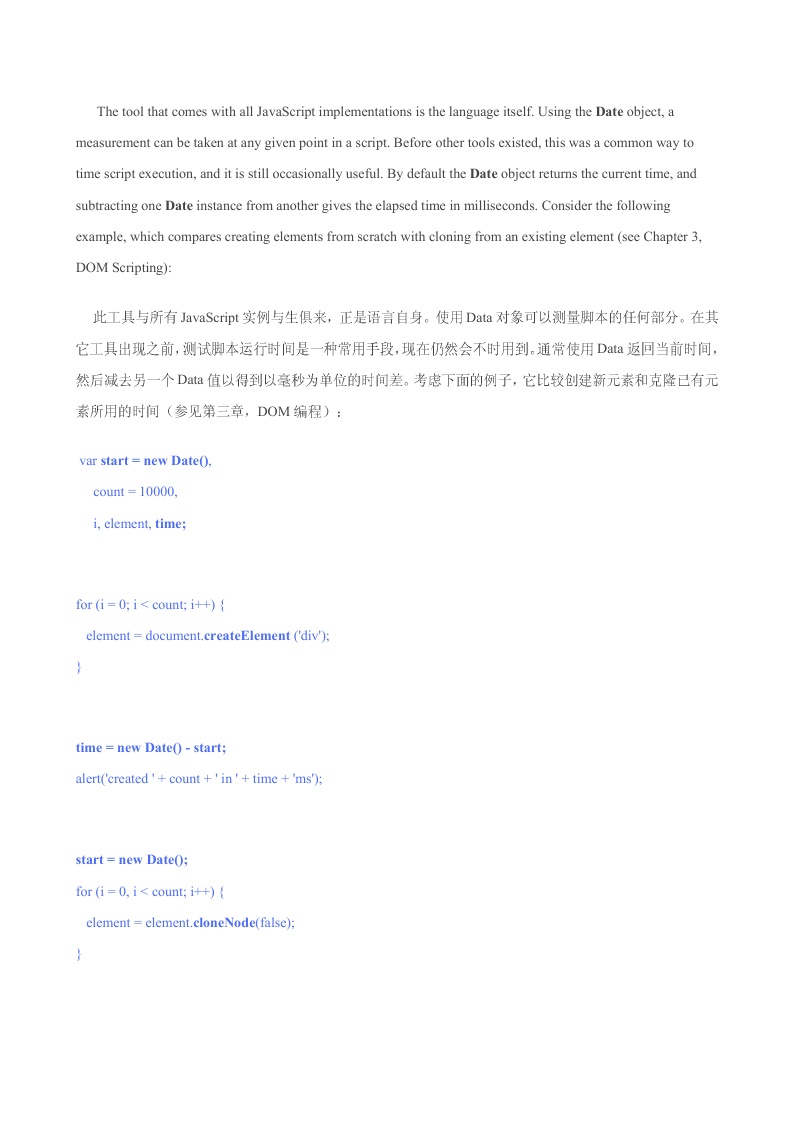 The tool that comes with all JavaScript implementations is the language itself. Using the Date object, a
measurement can be taken at any given point in a script. Before other tools existed, this was a common way to
time script execution, and it is still occasionally useful. By default the Date object returns the current time, and
subtracting one Date instance from another gives the elapsed time in milliseconds. Consider the following
example, which compares creating elements from scratch with cloning from an existing element (see Chapter 3,
DOM Scripting):
此工具与所有 JavaScript 实例与生俱来，正是语言自身。使用 Data 对象可以测量脚本的任何部分。在其
它工具出现之前，测试脚本运行时间是一种常用手段，现在仍然会不时用到。通常使用 Data 返回当前时间，
然后减去另一个 Data 值以得到以毫秒为单位的时间差。考虑下面的例子，它比较创建新元素和克隆已有元
素所用的时间（参见第三章，DOM 编程）：
var start = new Date(),
count = 10000,
i, element, time;
for (i = 0; i < count; i++) {
element = document.createElement ('div');
}
time = new Date() - start;
alert('created ' + count + ' in ' + time + 'ms');
start = new Date();
for (i = 0, i < count; i++) {
element = element.cloneNode(false);
}